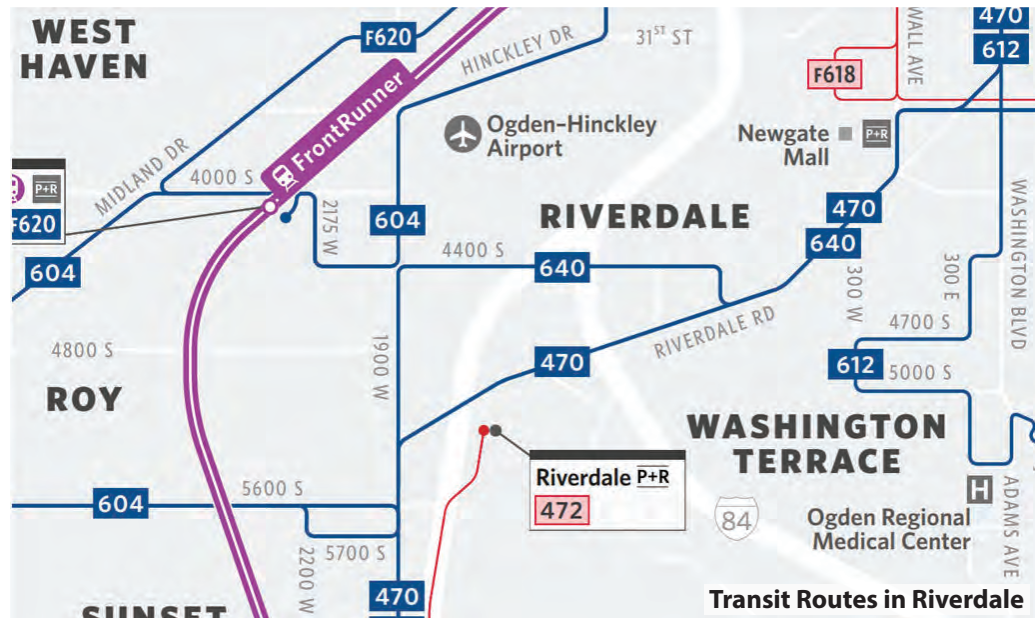 WEST
HAVEN
F620
HINCKLEY DR
31ST ST
WALL AVE
470
612
F618
FrontRunner
Ogden–Hinckley
Airport
Newgate
Mall
P+R
MIDLAND DR
4000 S
P+R
F620
604
2175 W
604
RIVERDALE
470
640
4400 S
640
300 W
300 E
WASHINGTON BLVD
4700 S
RIVERDALE RD
4800 S
1900 W
470
612
5000 S
ROY
WASHINGTON
TERRACE
Riverdale P+R
472
84
H
Ogden Regional
Medical Center
ADAMS AVE
604
5600 S
5700 S
2200 W
470
SUNSET
Transit Routes in Riverdale